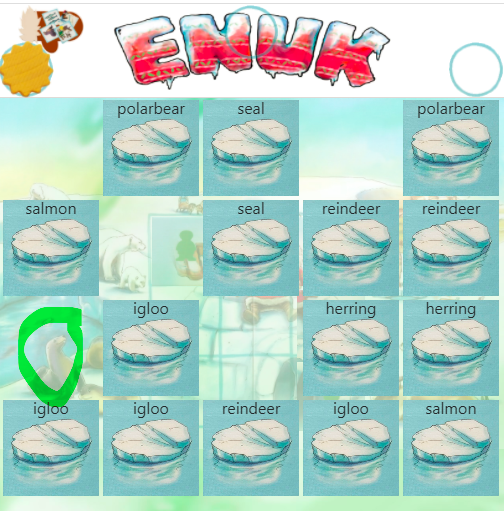 ENUK
polarbear seal polarbear
salmon seal reindeer reindeer
igloo herring herring
igloo igloo reindeer igloo salmon